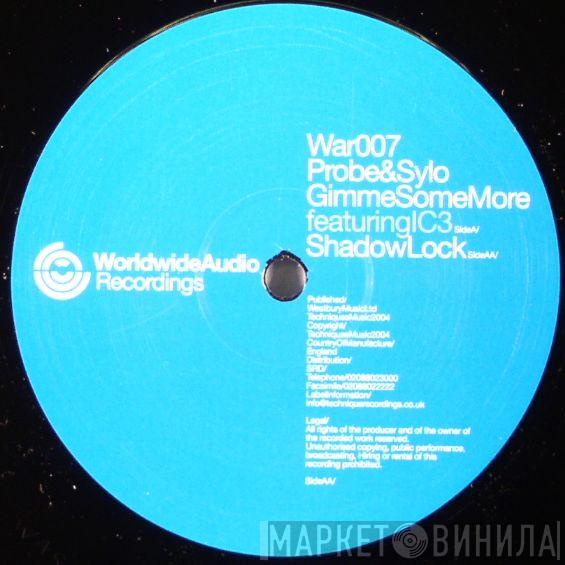 War007
Probe&Sylo
GimmeSomeMore
featuringIC3 SideA/
ShadowLock SideAA/
WorldwideAudio
Recordings
Published/
WestburyMusicLtd
TechniqueMusic2004
Copyright/
TechniqueMusic2004
CountryOfManufacture/
England
Distribution/
SRD/
Telephone/02088023000
Facsimile/02088022222
LabelInformation/
info@techniquerecordings.co.uk
Legal/
All rights of the producer and of the owner of
the recorded work reserved.
Unauthorised copying, public performance,
broadcasting, Hiring or rental of this
recording prohibited.
SideAA/
МАРКЕТ ВИНИЛА